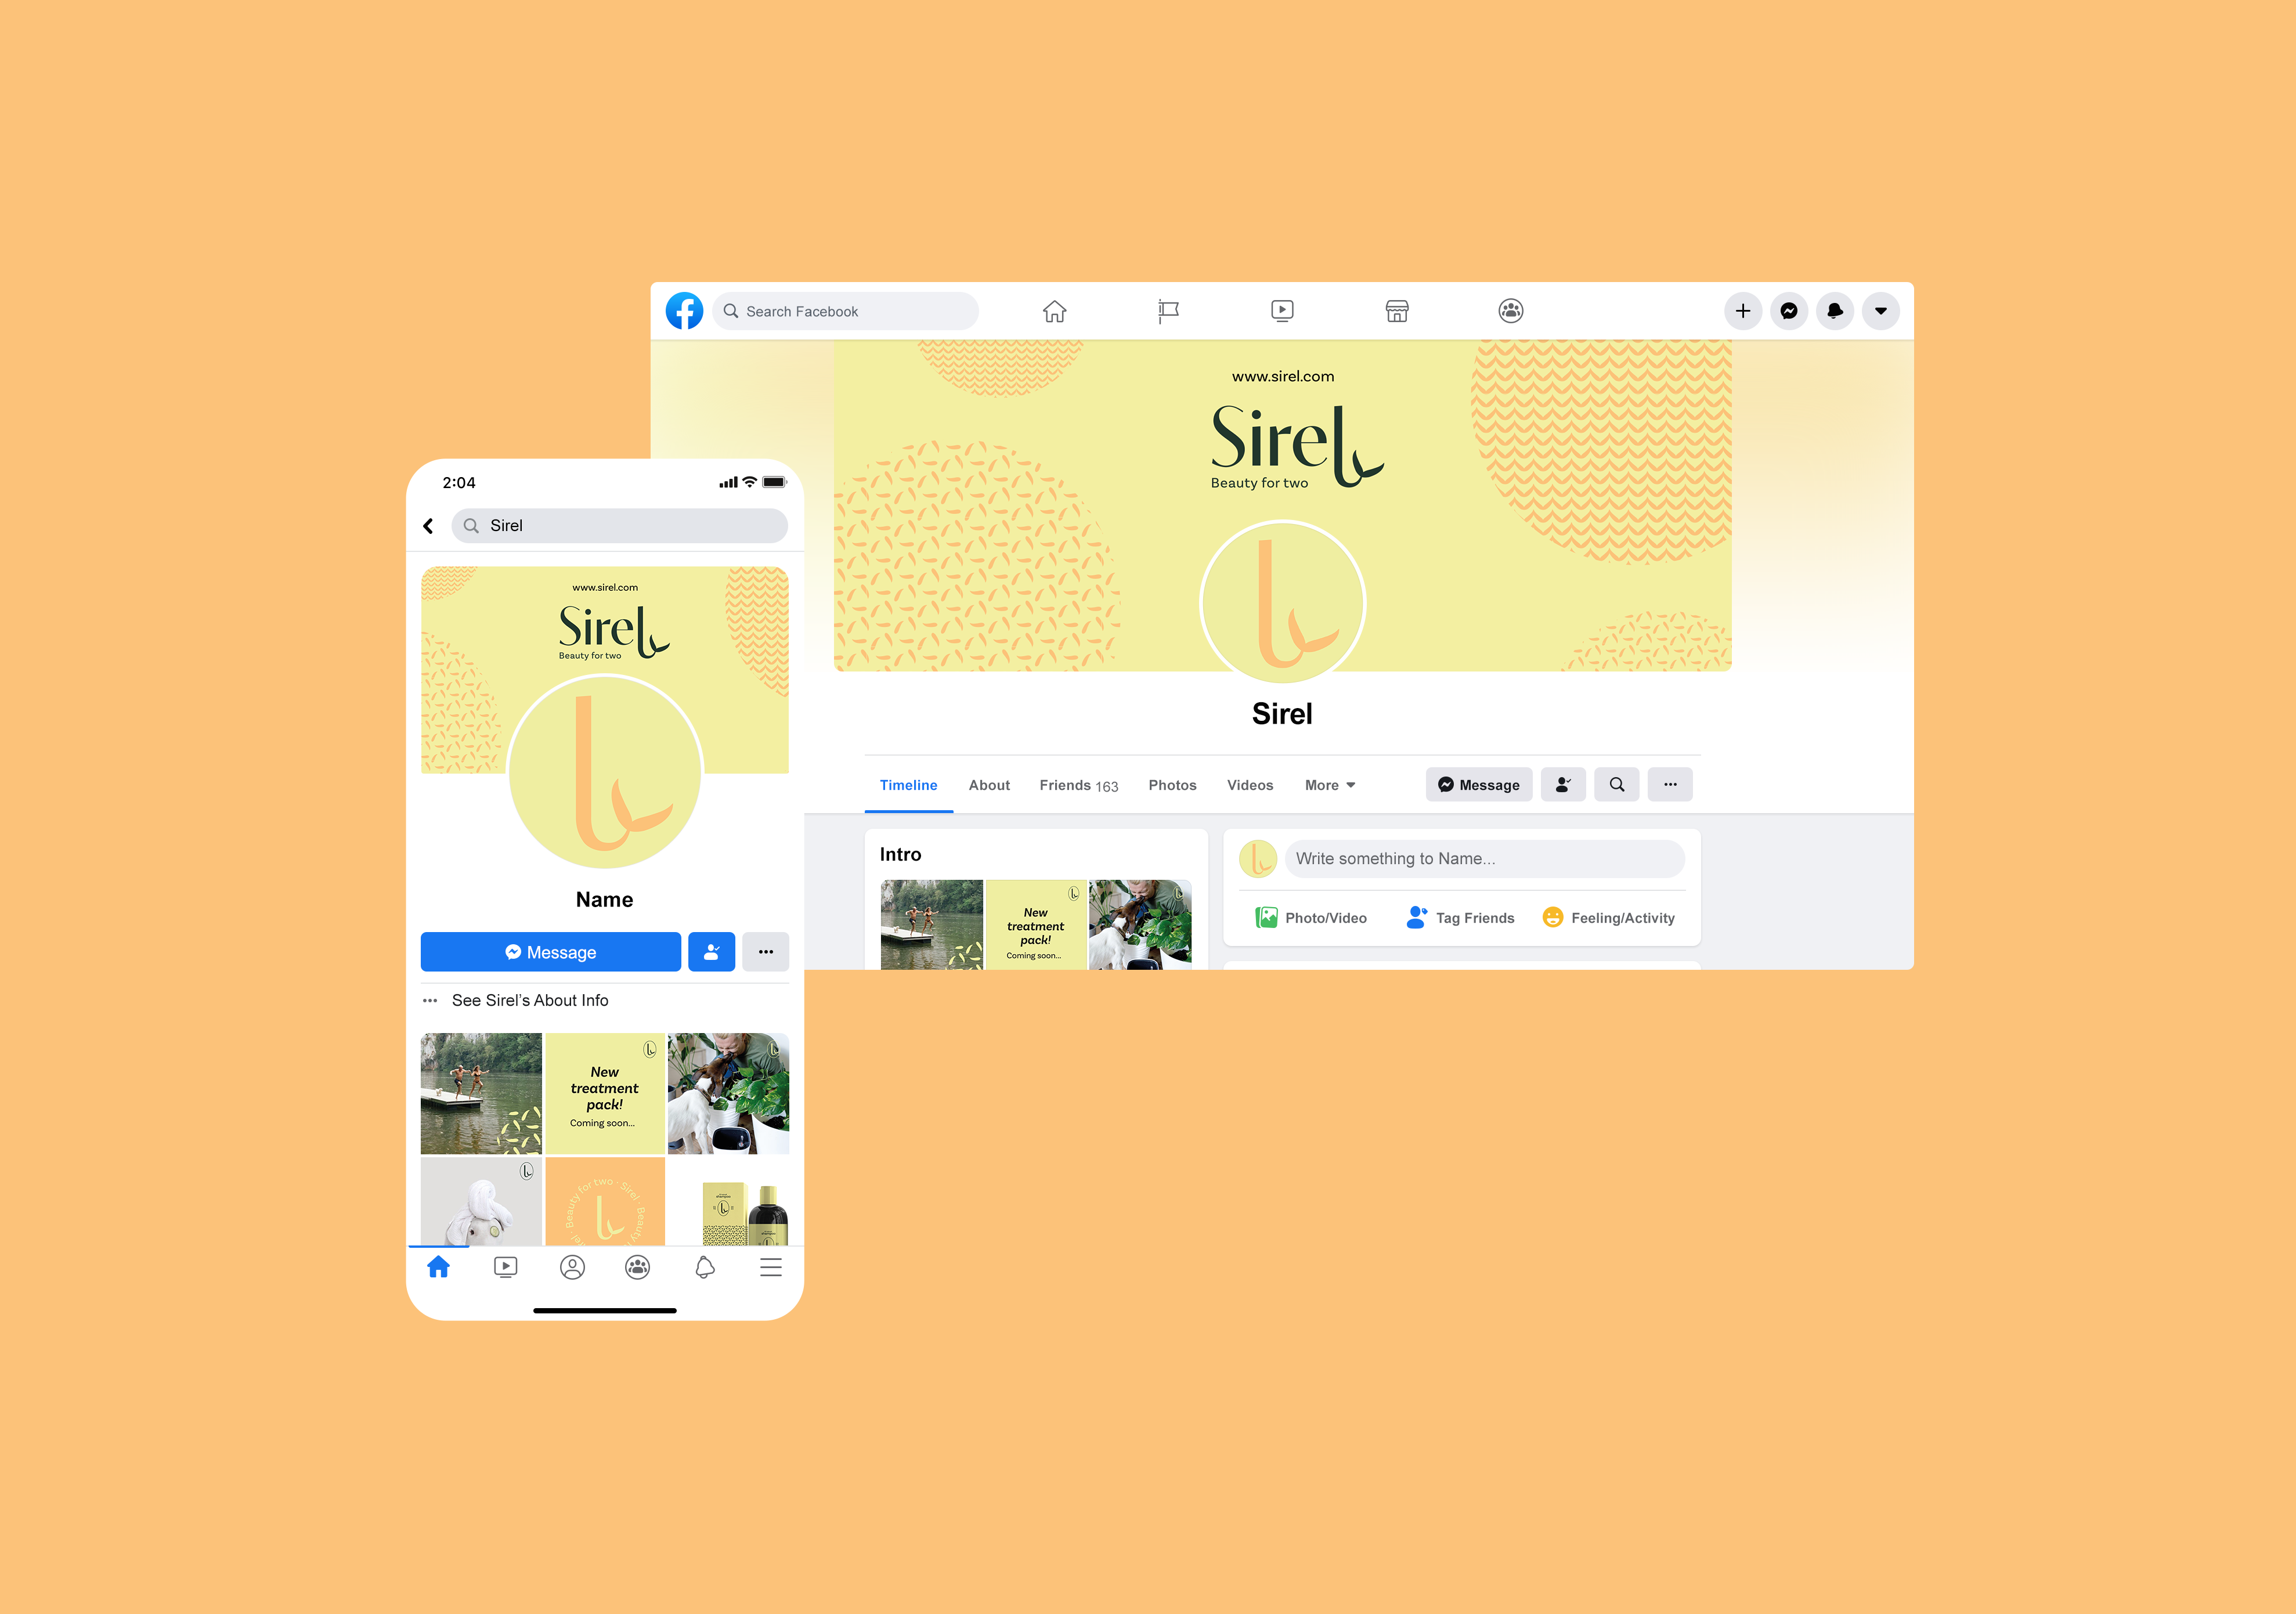 Search Facebook
www.sirel.com
Sirel
Beauty for two
Sirel
Timeline
About
Friends 163
Photos
Videos
More
Message
Intro
New
treatment
pack!
Coming soon...
Write something to Name...
Photo/Video
Tag Friends
Feeling/Activity
2:04
Sirel
www.sirel.com
Sirel
Beauty for two
Name
Message
See Sirel's About Info
New
treatment
pack!
Coming soon...
Beauty for two · Sirel · Beauty